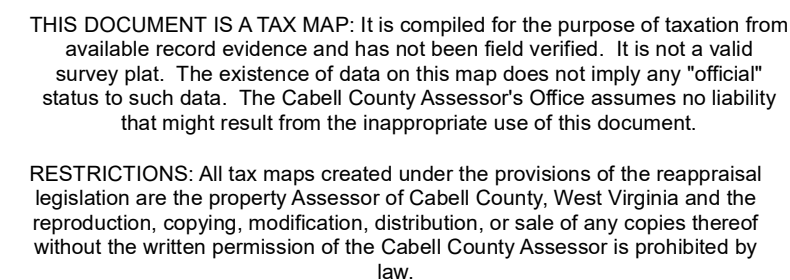 THIS DOCUMENT IS A TAX MAP: It is compiled for the purpose of taxation from
available record evidence and has not been field verified.  It is not a valid
survey plat.  The existence of data on this map does not imply any "official"
status to such data.  The Cabell County Assessor's Office assumes no liability
that might result from the inappropriate use of this document.

RESTRICTIONS: All tax maps created under the provisions of the reappraisal
legislation are the property Assessor of Cabell County, West Virginia and the
reproduction, copying, modification, distribution, or sale of any copies thereof
without the written permission of the Cabell County Assessor is prohibited by
law.